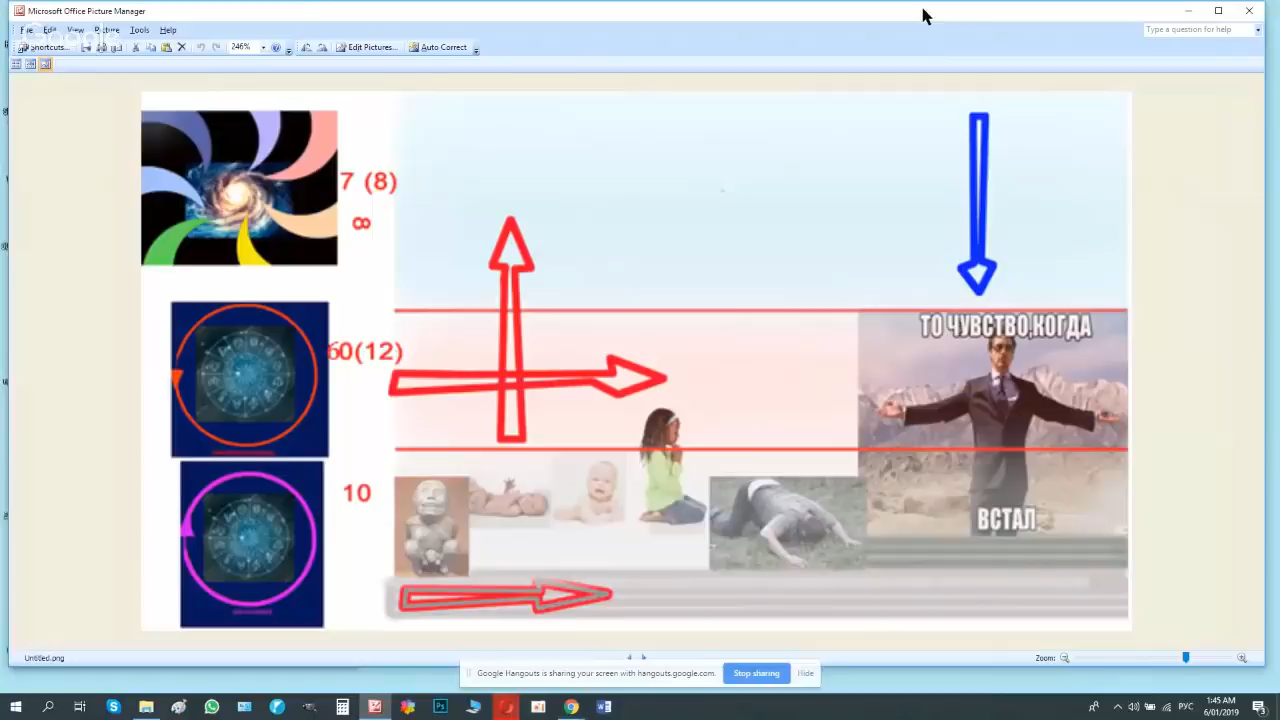 Microsoft Office Picture Manager
File Edit View Picture Tools Help
Type a question for help
Shortcuts...
246%
Edit Pictures...
Auto Correct
7 (8)
8
60(12)
10
ТО ЧУВСТВО,КОГДА
ВСТАЛ
Untitled.png
Zoom:
Google Hangouts is sharing your screen with hangouts.google.com.
Stop sharing
Hide
РУС
1:45 AM
6/01/2019